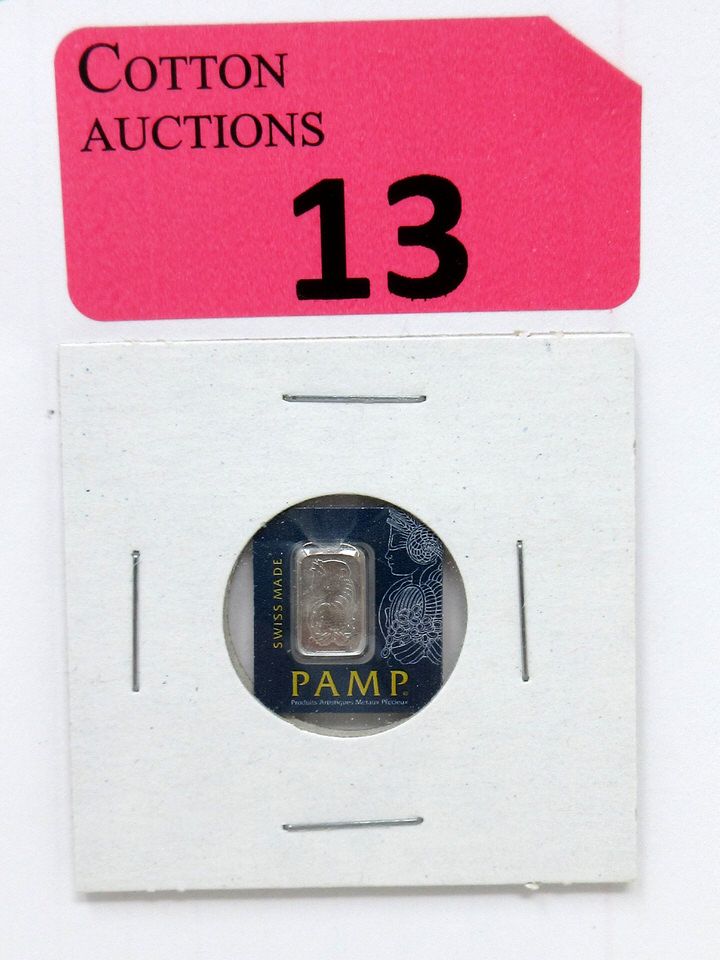 COTTON
AUCTIONS
13
SWISS MADE
PAMP®
Produits Artistiques Métaux Précieux